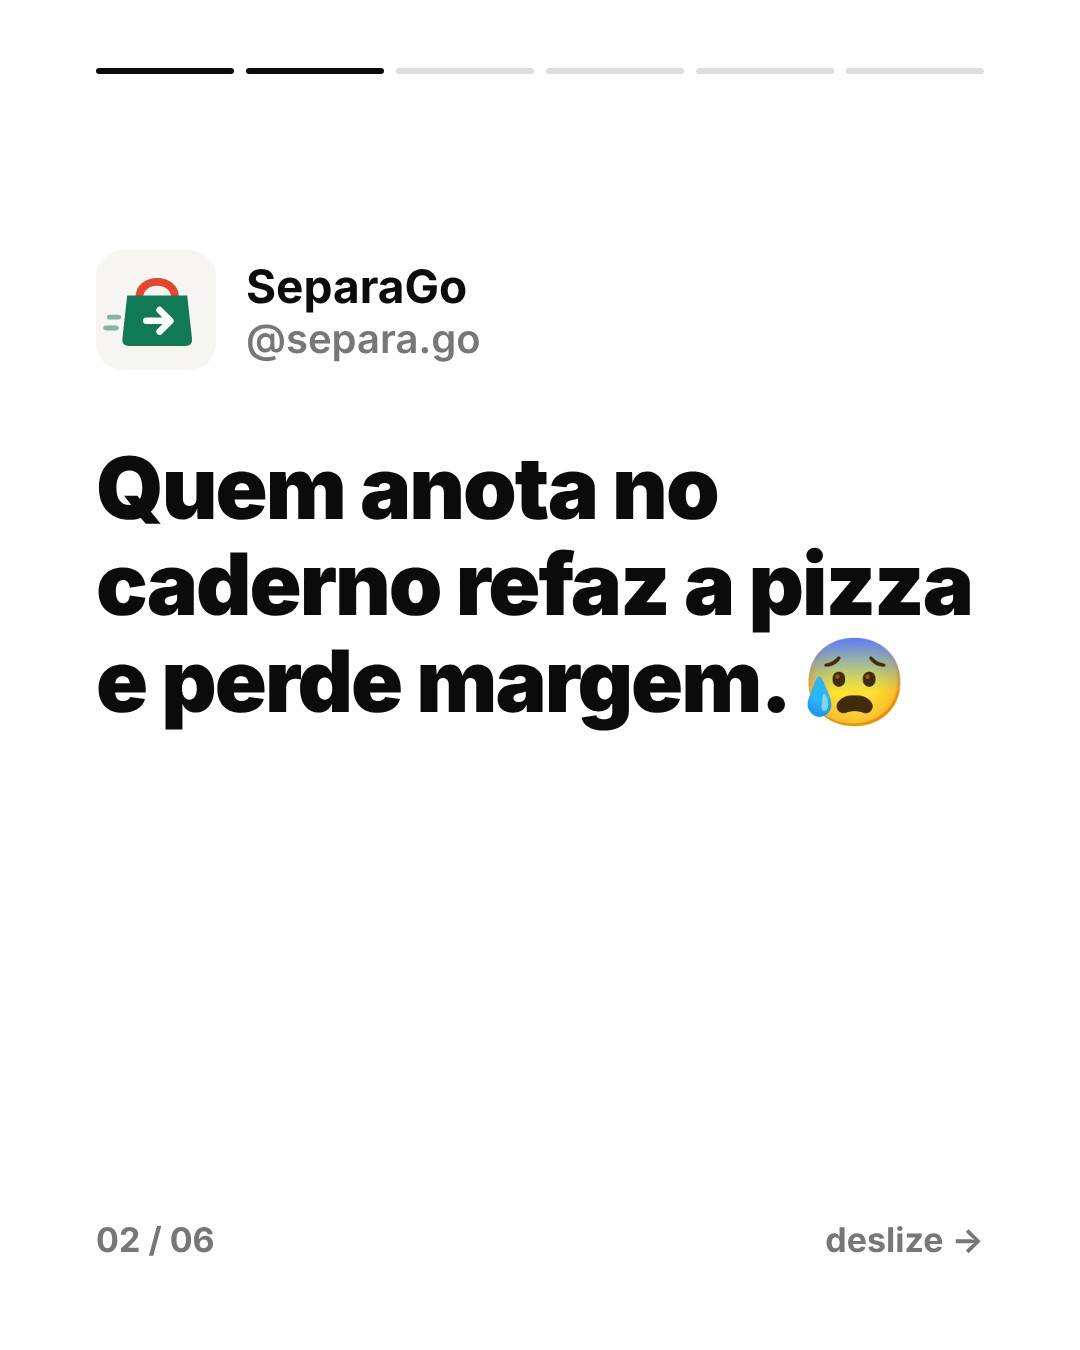 SeparaGo
@separa.go
Quem anota no
caderno refaz a pizza
e perde margem. 😰
02 / 06
deslize →